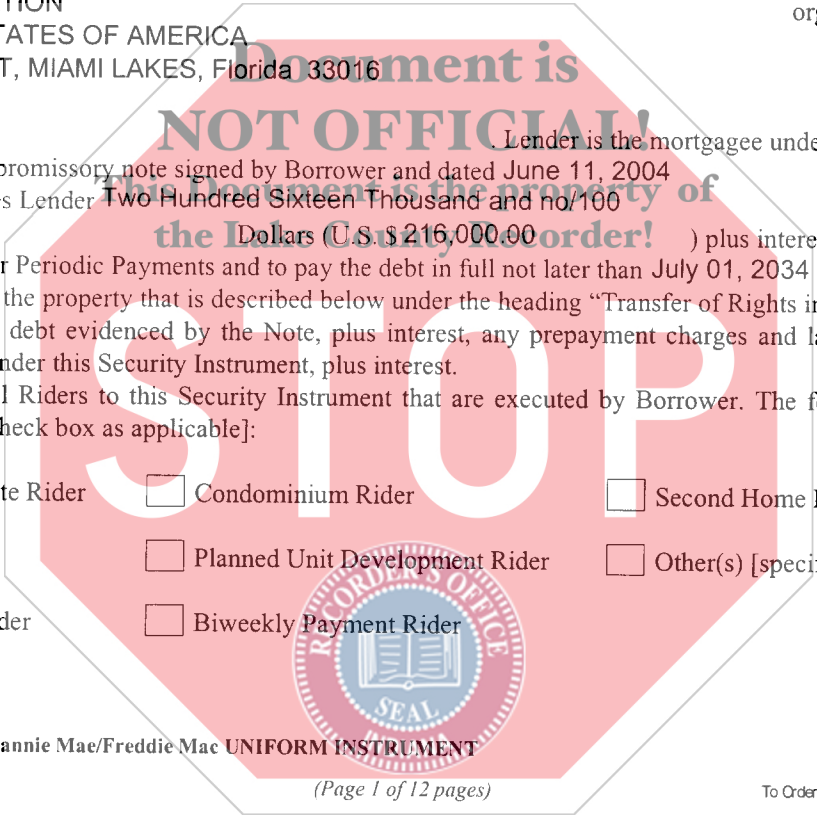 TION
org
TATES OF AMERICA
T, MIAMI LAKES, Florida 33016
Document is
NOT OFFICIAL!
. Lender is the mortgagee unde
promissory note signed by Borrower and dated June 11, 2004
This Document is the property of
s Lender Two Hundred Sixteen Thousand and no/100
the Lake County Recorder!
Dollars (U.S. $ 216,000.00 ) plus intere
r Periodic Payments and to pay the debt in full not later than July 01, 2034
the property that is described below under the heading “Transfer of Rights in
debt evidenced by the Note, plus interest, any prepayment charges and la
nder this Security Instrument, plus interest.
l Riders to this Security Instrument that are executed by Borrower. The f
heck box as applicable]:
STOP
te Rider Condominium Rider Second Home
Planned Unit Development Rider Other(s) [speci
der Biweekly Payment Rider
RECORDER'S OFFICE
SEAL
INDIANA
annie Mae/Freddie Mac UNIFORM INSTRUMENT
(Page 1 of 12 pages)
To Order